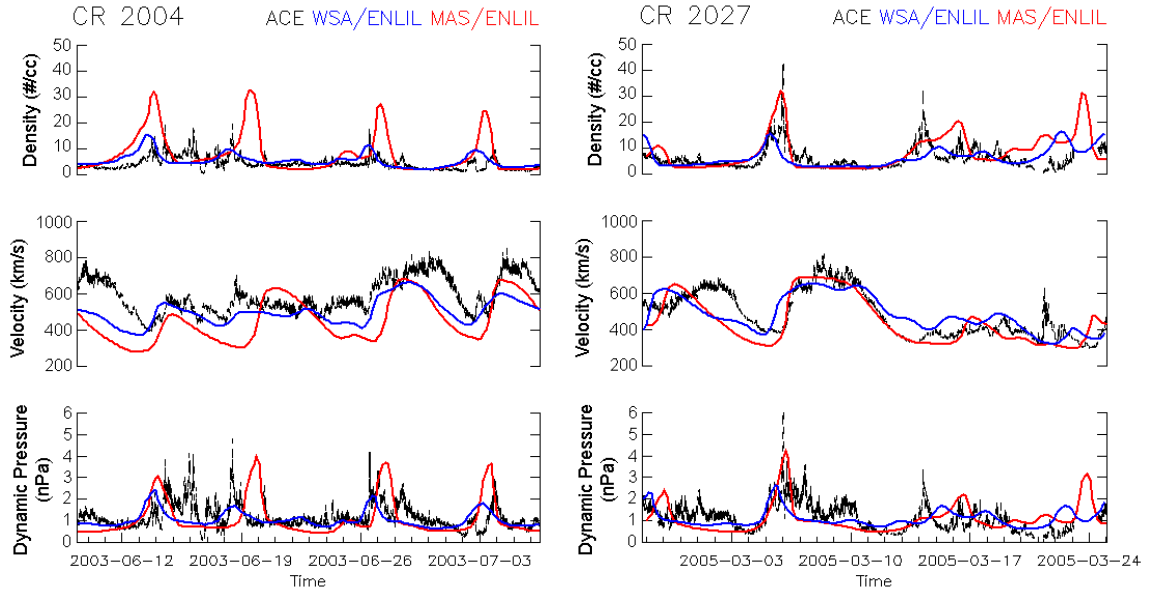 CR 2004 ACE WSA/ENLIL MAS/ENLIL
Density (#/cc)
50
40
30
20
10
0
Velocity (km/s)
1000
800
600
400
200
Dynamic Pressure
(nPa)
6
5
4
3
2
1
0
2003-06-12 2003-06-19 2003-06-26 2003-07-03
Time
CR 2027 ACE WSA/ENLIL MAS/ENLIL
Density (#/cc)
50
40
30
20
10
0
Velocity (km/s)
1000
800
600
400
200
Dynamic Pressure
(nPa)
6
5
4
3
2
1
0
2005-03-03 2005-03-10 2005-03-17 2005-03-24
Time